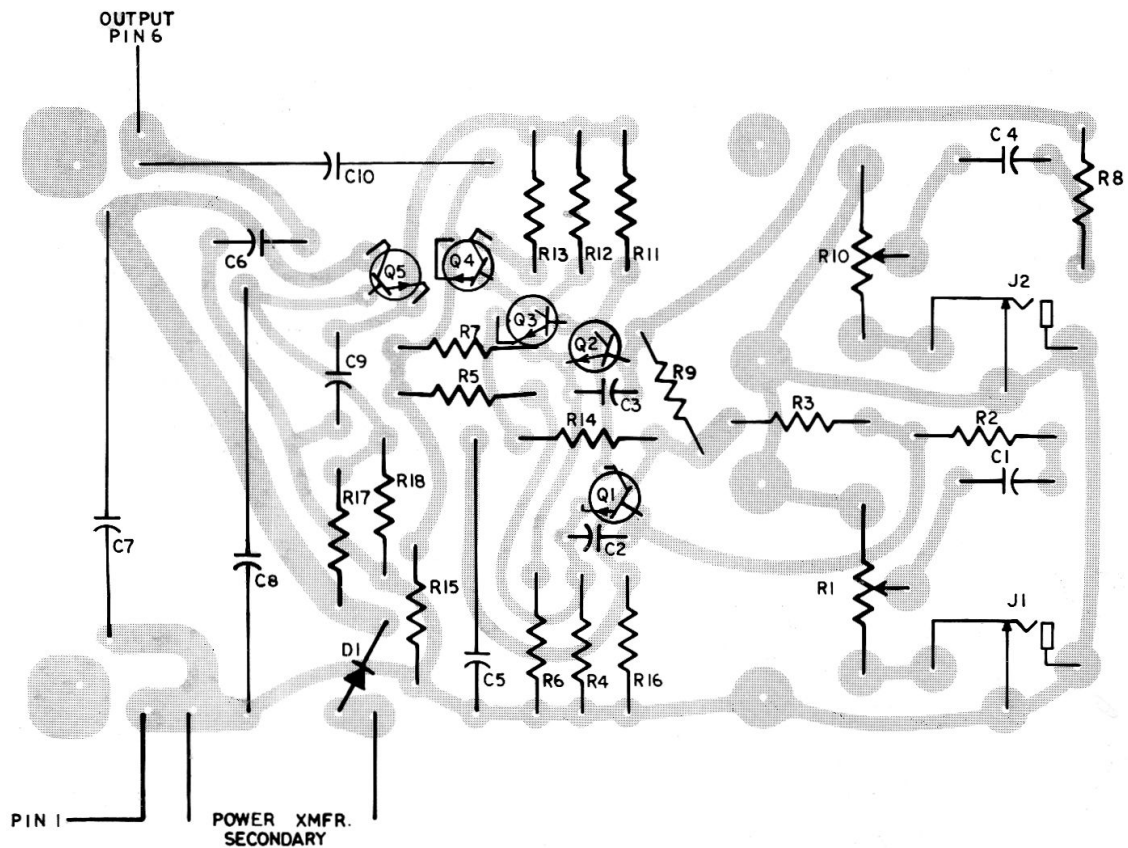 OUTPUT
PIN 6
C4
R8
C10
R10
R13
R12
R11
C6
Q5
Q4
J2
Q3
R7
Q2
C9
R9
R5
C3
R3
R2
R14
C1
R18
R17
Q1
C7
C8
C2
R15
R1
J1
D1
C5
R6
R4
R16
PIN 1
POWER XMFR.
SECONDARY